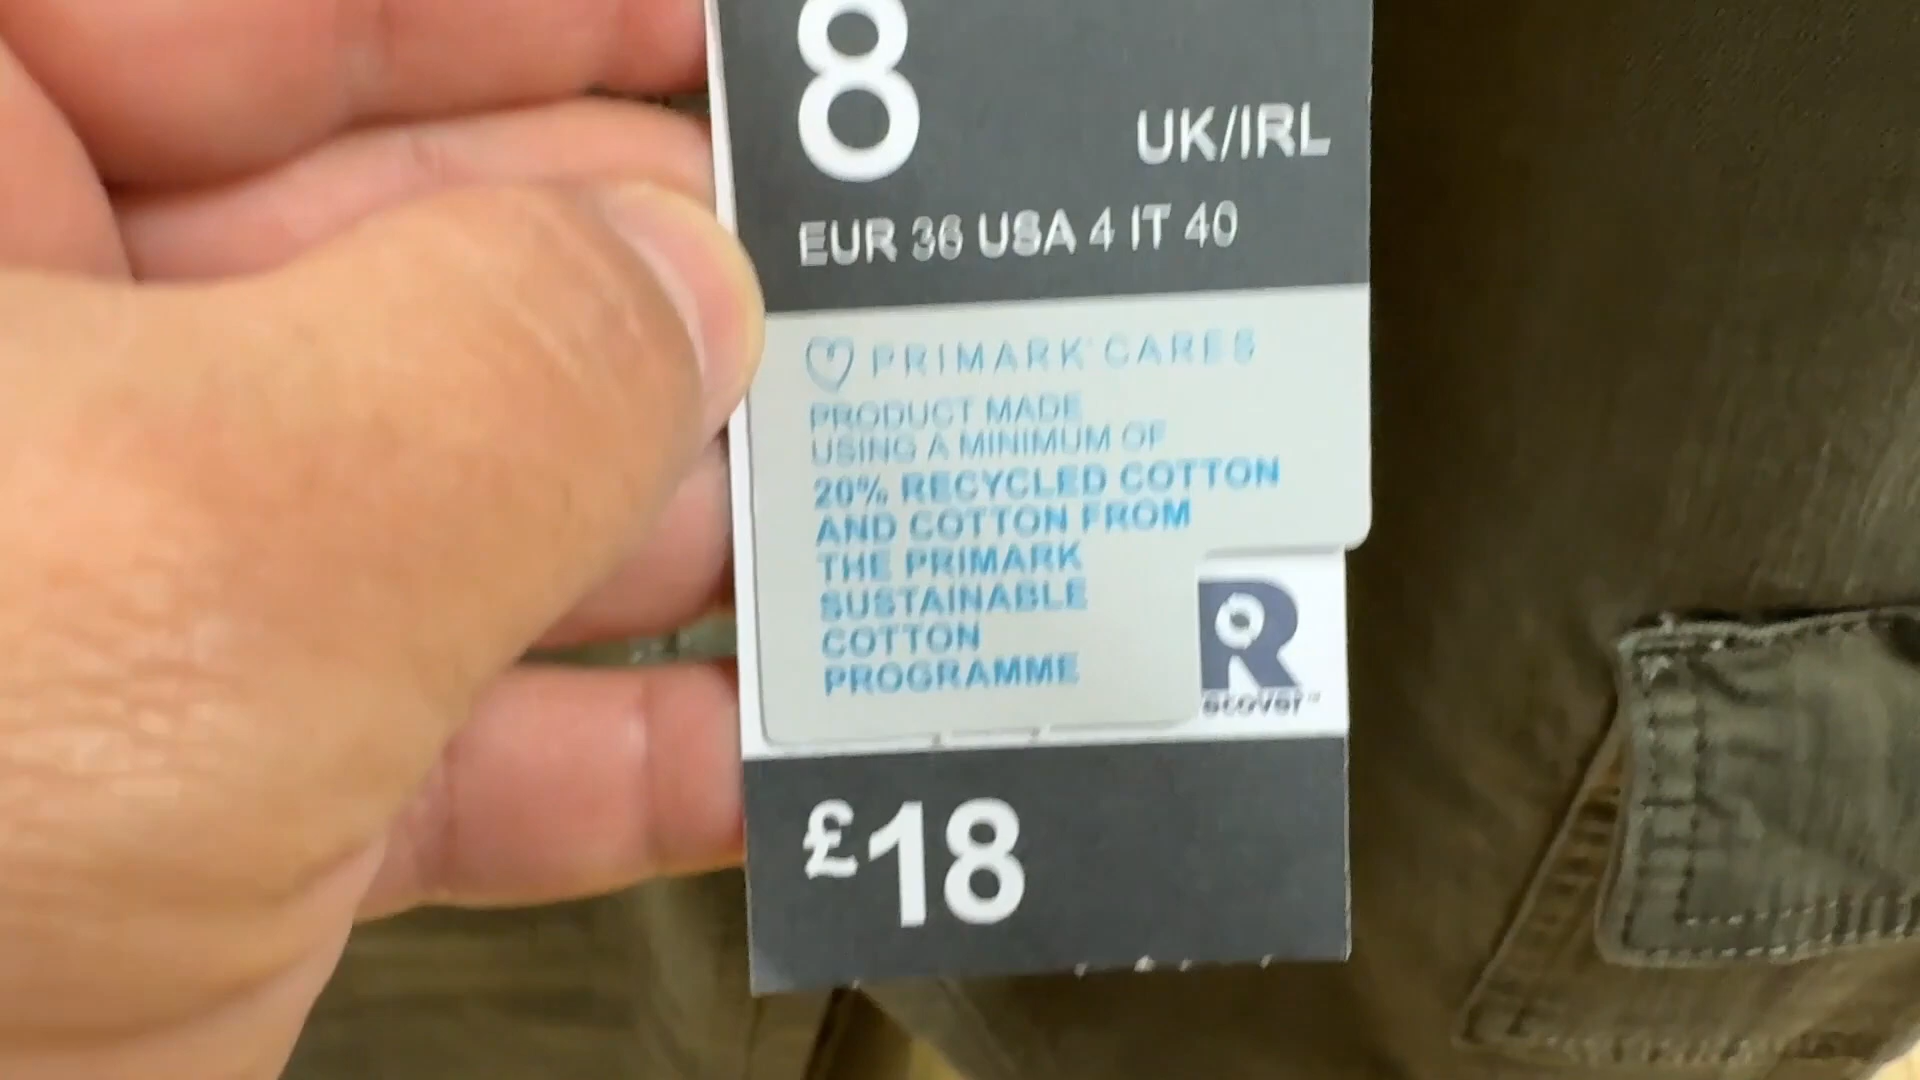 8
UK/IRL
EUR 36 USA 4 IT 40
PRIMARK CARES
PRODUCT MADE
USING A MINIMUM OF
20% RECYCLED COTTON
AND COTTON FROM
THE PRIMARK
SUSTAINABLE
COTTON
PROGRAMME
R
ecover™
£18